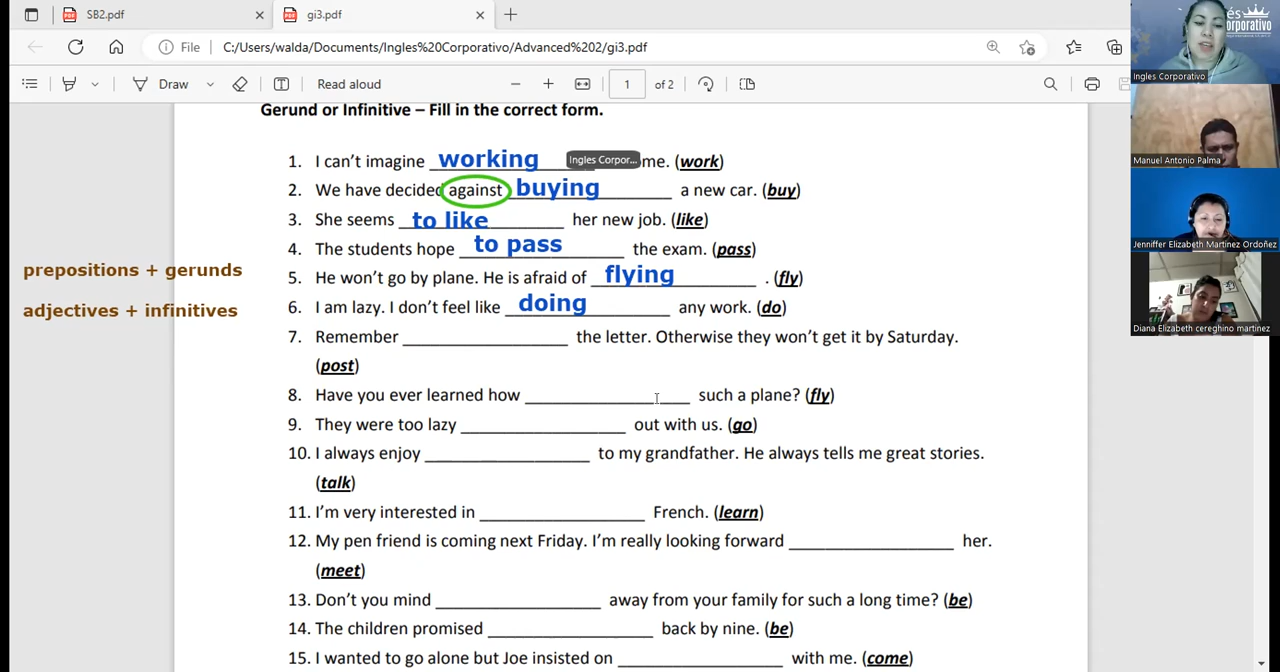 SB2.pdf
gi3.pdf
File C:/Users/walda/Documents/Ingles%20Corporativo/Advanced%202/gi3.pdf
Draw Read aloud 1 of 2
Ingles Corporativo
Manuel Antonio Palma
Jenniffer Elizabeth Martínez Ordoñez
Diana Elizabeth cereghino martinez
prepositions + gerunds
adjectives + infinitives
Gerund or Infinitive – Fill in the correct form.
1. I can't imagine working Ingles Corpor... me. (work)
2. We have decided against buying a new car. (buy)
3. She seems to like her new job. (like)
4. The students hope to pass the exam. (pass)
5. He won't go by plane. He is afraid of flying . (fly)
6. I am lazy. I don't feel like doing any work. (do)
7. Remember ____________________ the letter. Otherwise they won't get it by Saturday.
(post)
8. Have you ever learned how ____________________ such a plane? (fly)
9. They were too lazy ____________________ out with us. (go)
10. I always enjoy ____________________ to my grandfather. He always tells me great stories.
(talk)
11. I'm very interested in ____________________ French. (learn)
12. My pen friend is coming next Friday. I'm really looking forward ____________________ her.
(meet)
13. Don't you mind ____________________ away from your family for such a long time? (be)
14. The children promised ____________________ back by nine. (be)
15. I wanted to go alone but Joe insisted on ____________________ with me. (come)